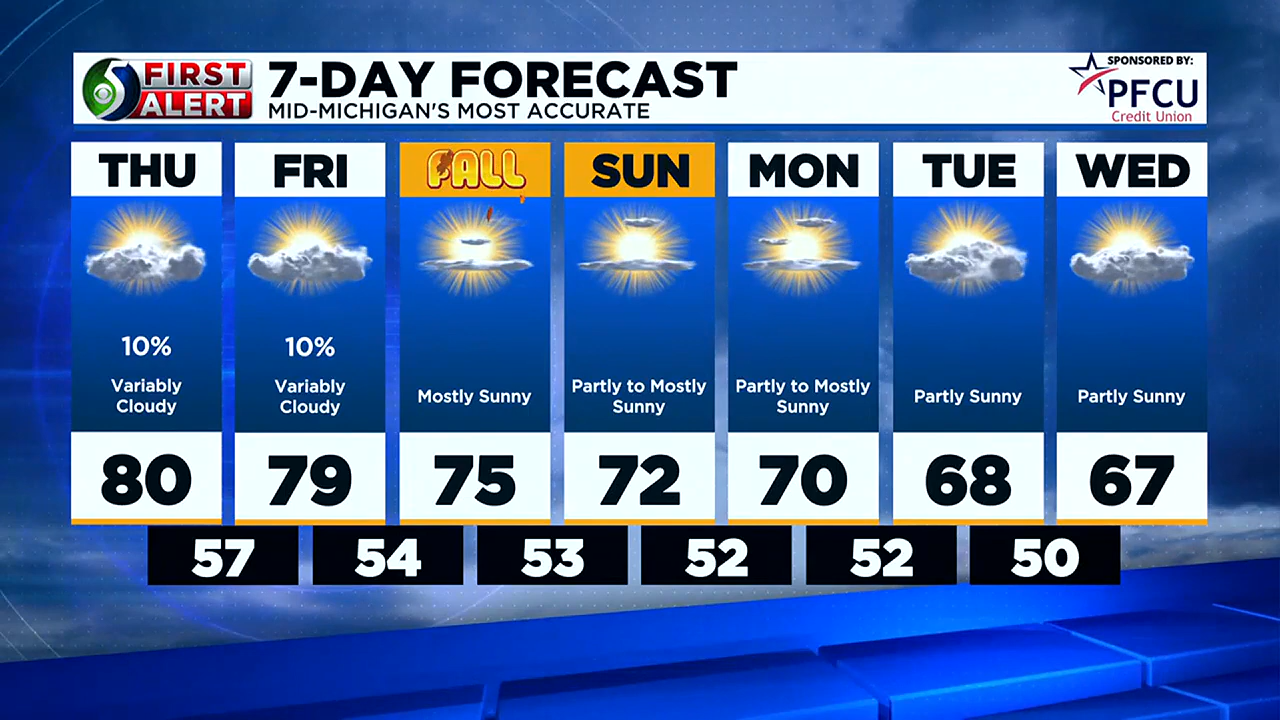 FIRST ALERT
7-DAY FORECAST
MID-MICHIGAN'S MOST ACCURATE
SPONSORED BY:
PFCU
Credit Union
THU FRI FALL SUN MON TUE WED
10% 10%
Variably Cloudy
Variably Cloudy
Mostly Sunny
Partly to Mostly Sunny
Partly to Mostly Sunny
Partly Sunny
Partly Sunny
80 79 75 72 70 68 67
57 54 53 52 52 50